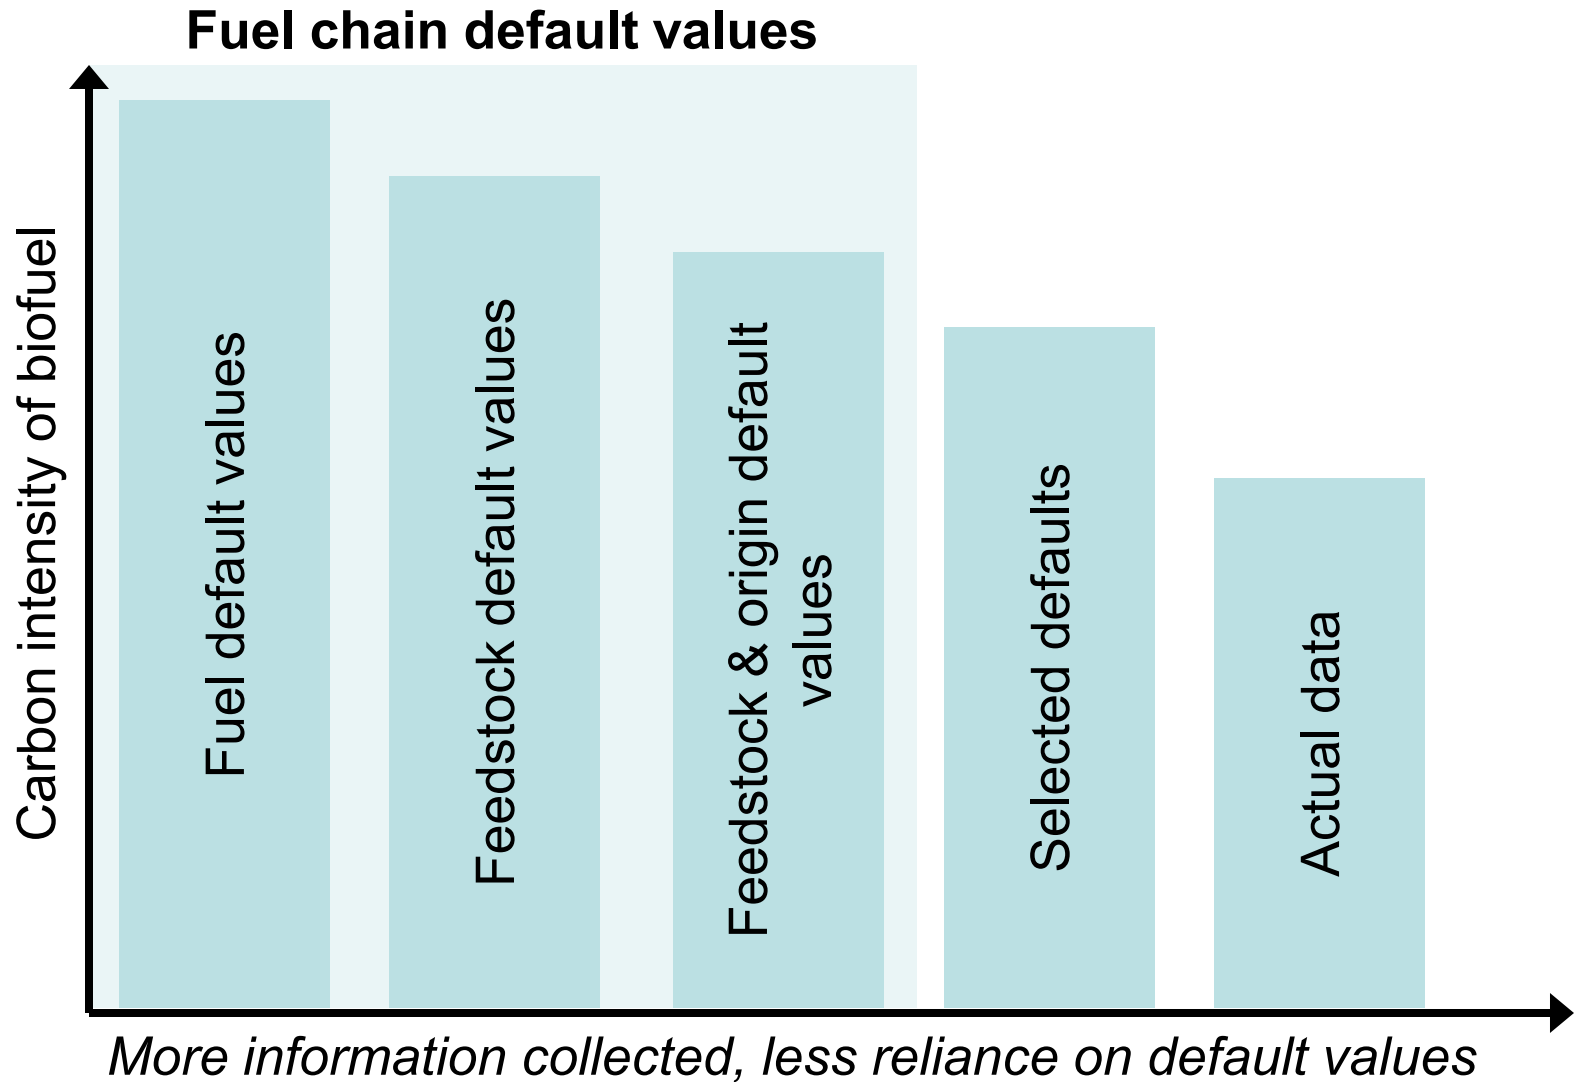 Fuel chain default values
Carbon intensity of biofuel
Fuel default values
Feedstock default values
Feedstock & origin default
values
Selected defaults
Actual data
More information collected, less reliance on default values